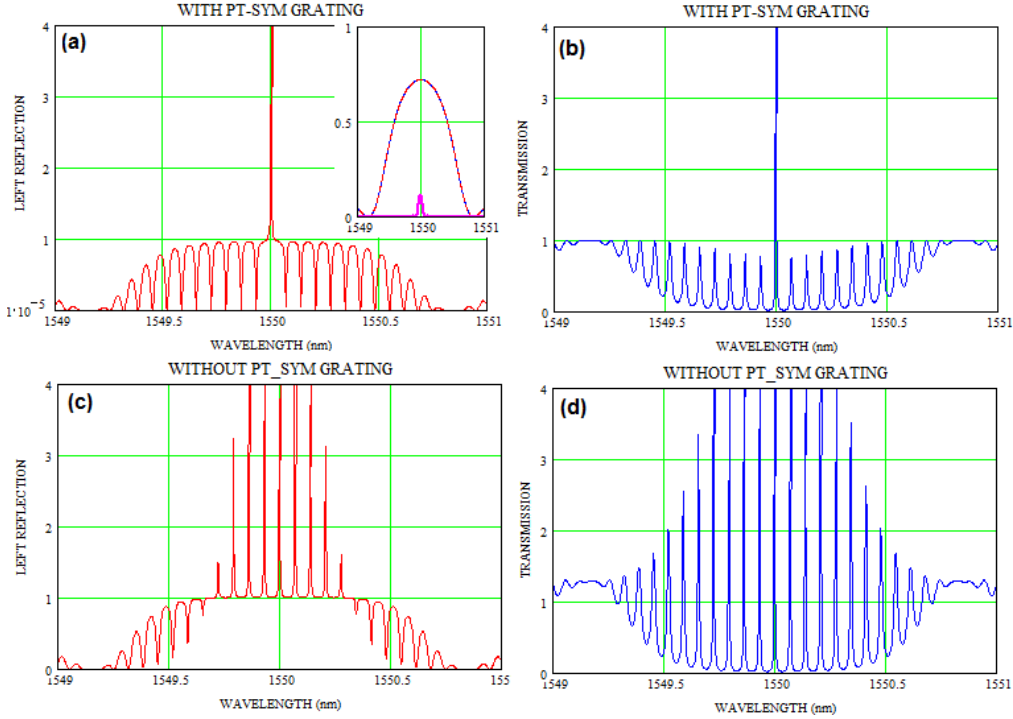 WITH PT-SYM GRATING
(a)
LEFT REFLECTION
4
3
2
1
1·10⁻⁵
1549
1549.5
1550
1550.5
1551
WAVELENGTH (nm)
1
0.5
0
1549
1550
1551
WITH PT-SYM GRATING
(b)
TRANSMISSION
4
3
2
1
0
1549
1549.5
1550
1550.5
1551
WAVELENGTH (nm)
WITHOUT PT_SYM GRATING
(c)
LEFT REFLECTION
4
3
2
1
0
1549
1549.5
1550
1550.5
155
WAVELENGTH (nm)
WITHOUT PT_SYM GRATING
(d)
TRANSMISSION
4
3
2
1
0
1549
1549.5
1550
1550.5
1551
WAVELENGTH (nm)